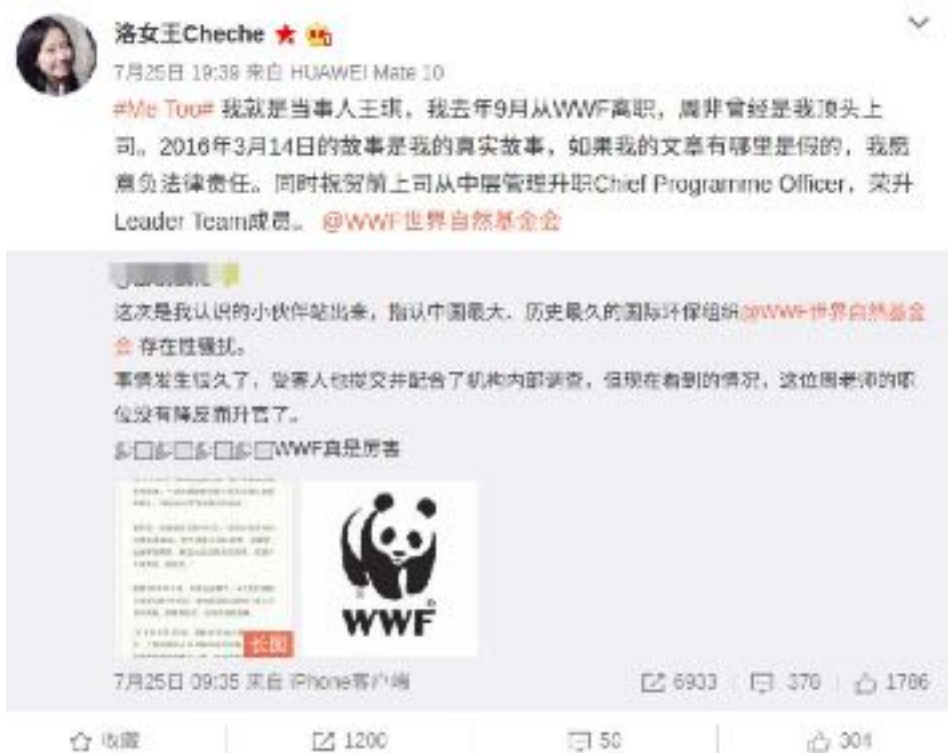 洛女王Cheche
7月25日 19:39 来自 HUAWEI Mate 10
#Me Too# 我就是当事人王琪，我去年9月从WWF离职，周非曾经是我顶头上
司。2016年3月14日的故事是我的真实故事，如果我的文章有哪里是假的，我愿
意负法律责任。同时祝贺前上司从中层管理升职Chief Programme Officer，荣升
Leader Team成员。 @WWF世界自然基金会
这次是我认识的小伙伴站出来，指认中国最大、历史最久的国际环保组织@WWF世界自然基金
会 存在性骚扰。
事情发生很久了，受害人也提交并配合了机构内部调查，但现在看到的情况，这位周老师的职
位没有降反而升官了。
WWF真是厉害
长图
WWF
7月25日 09:35 来自 iPhone客户端
6933 378 1786
收藏 1200 50 304